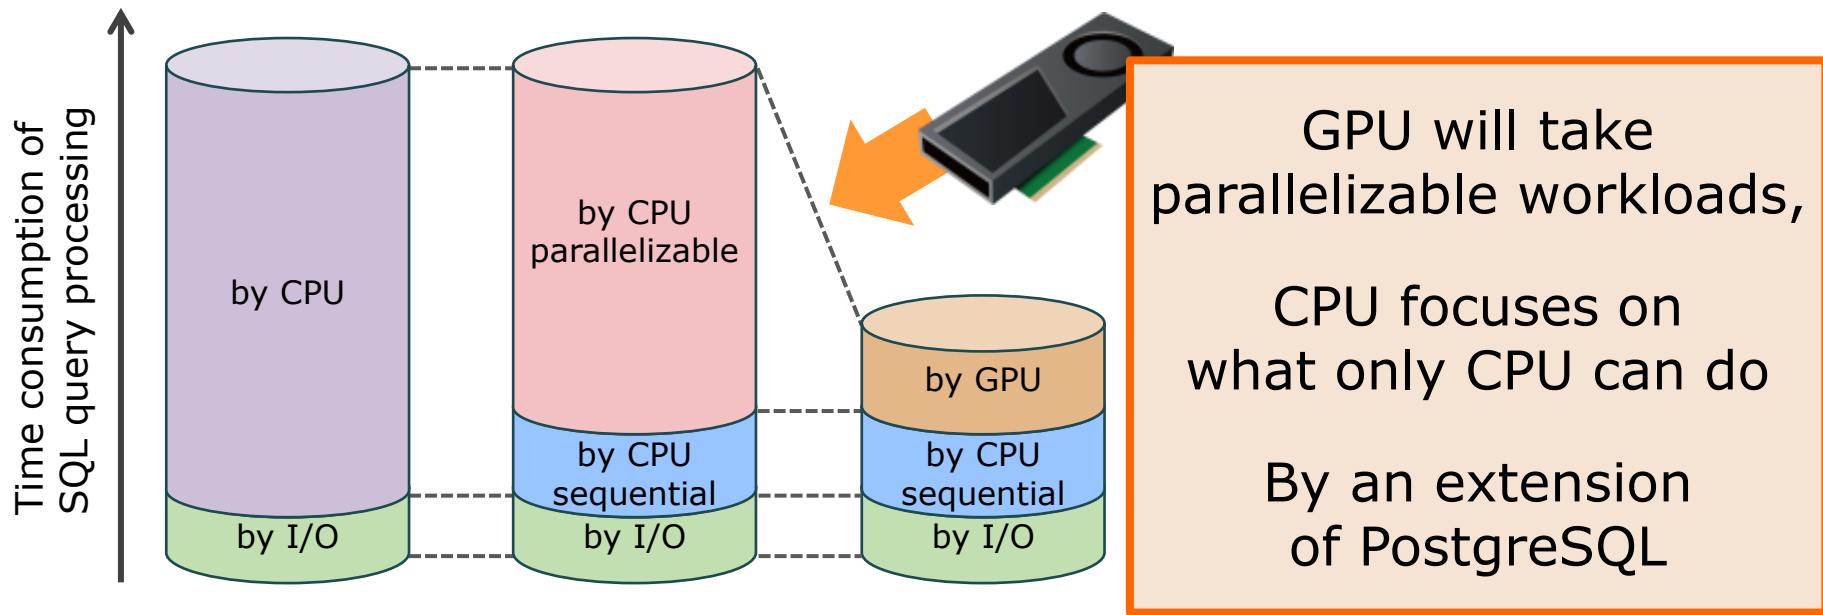 Time consumption of
SQL query processing
by CPU
by I/O
by CPU
parallelizable
by CPU
sequential
by I/O
by GPU
by CPU
sequential
by I/O
GPU will take
parallelizable workloads,
CPU focuses on
what only CPU can do
By an extension
of PostgreSQL